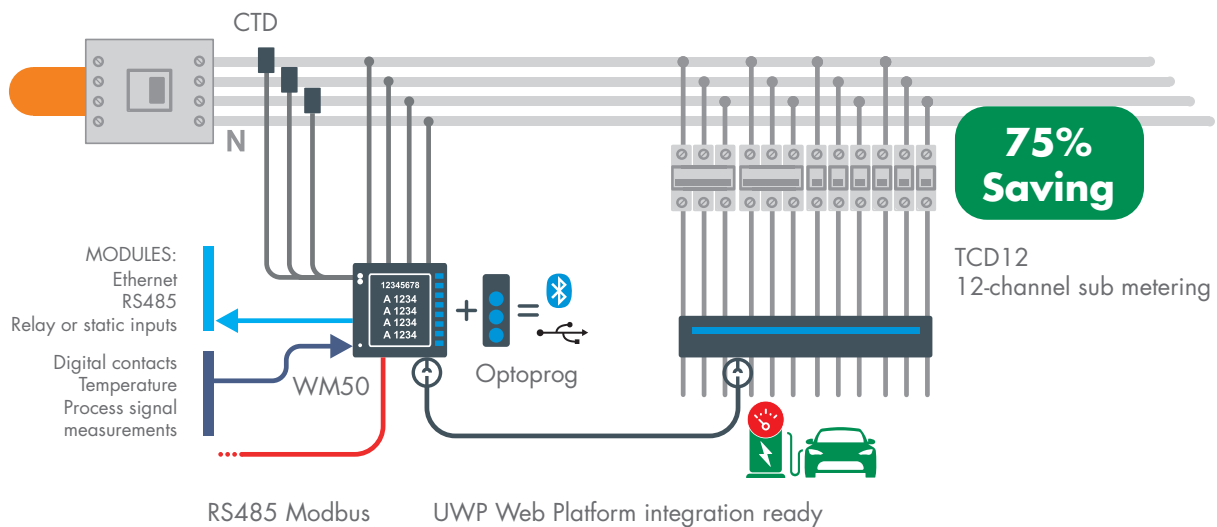 CTD
N
75%
Saving
TCD12
12-channel sub metering
MODULES:
Ethernet
RS485
Relay or static inputs
Digital contacts
Temperature
Process signal
measurements
12345678
A 1234
A 1234
A 1234
A 1234
WM50
+
=
Optoprog
RS485 Modbus
UWP Web Platform integration ready